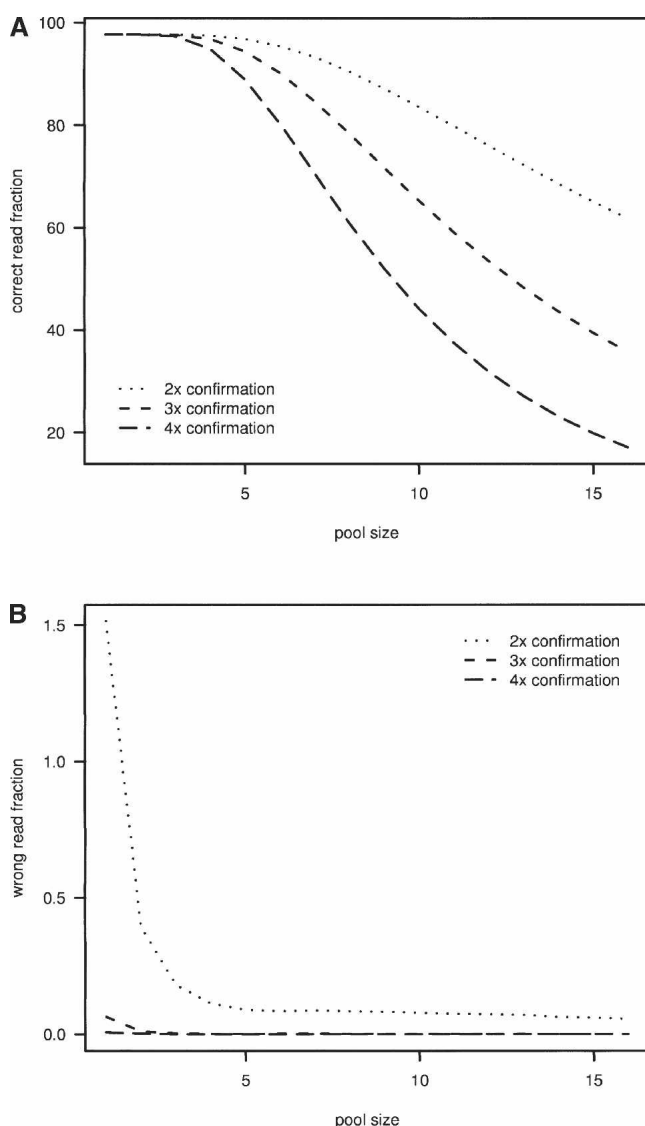 A
100
80
60
40
20
correct read fraction
2x confirmation
3x confirmation
4x confirmation
5
10
15
pool size
B
1.5
1.0
0.5
0.0
wrong read fraction
2x confirmation
3x confirmation
4x confirmation
5
10
15
pool size